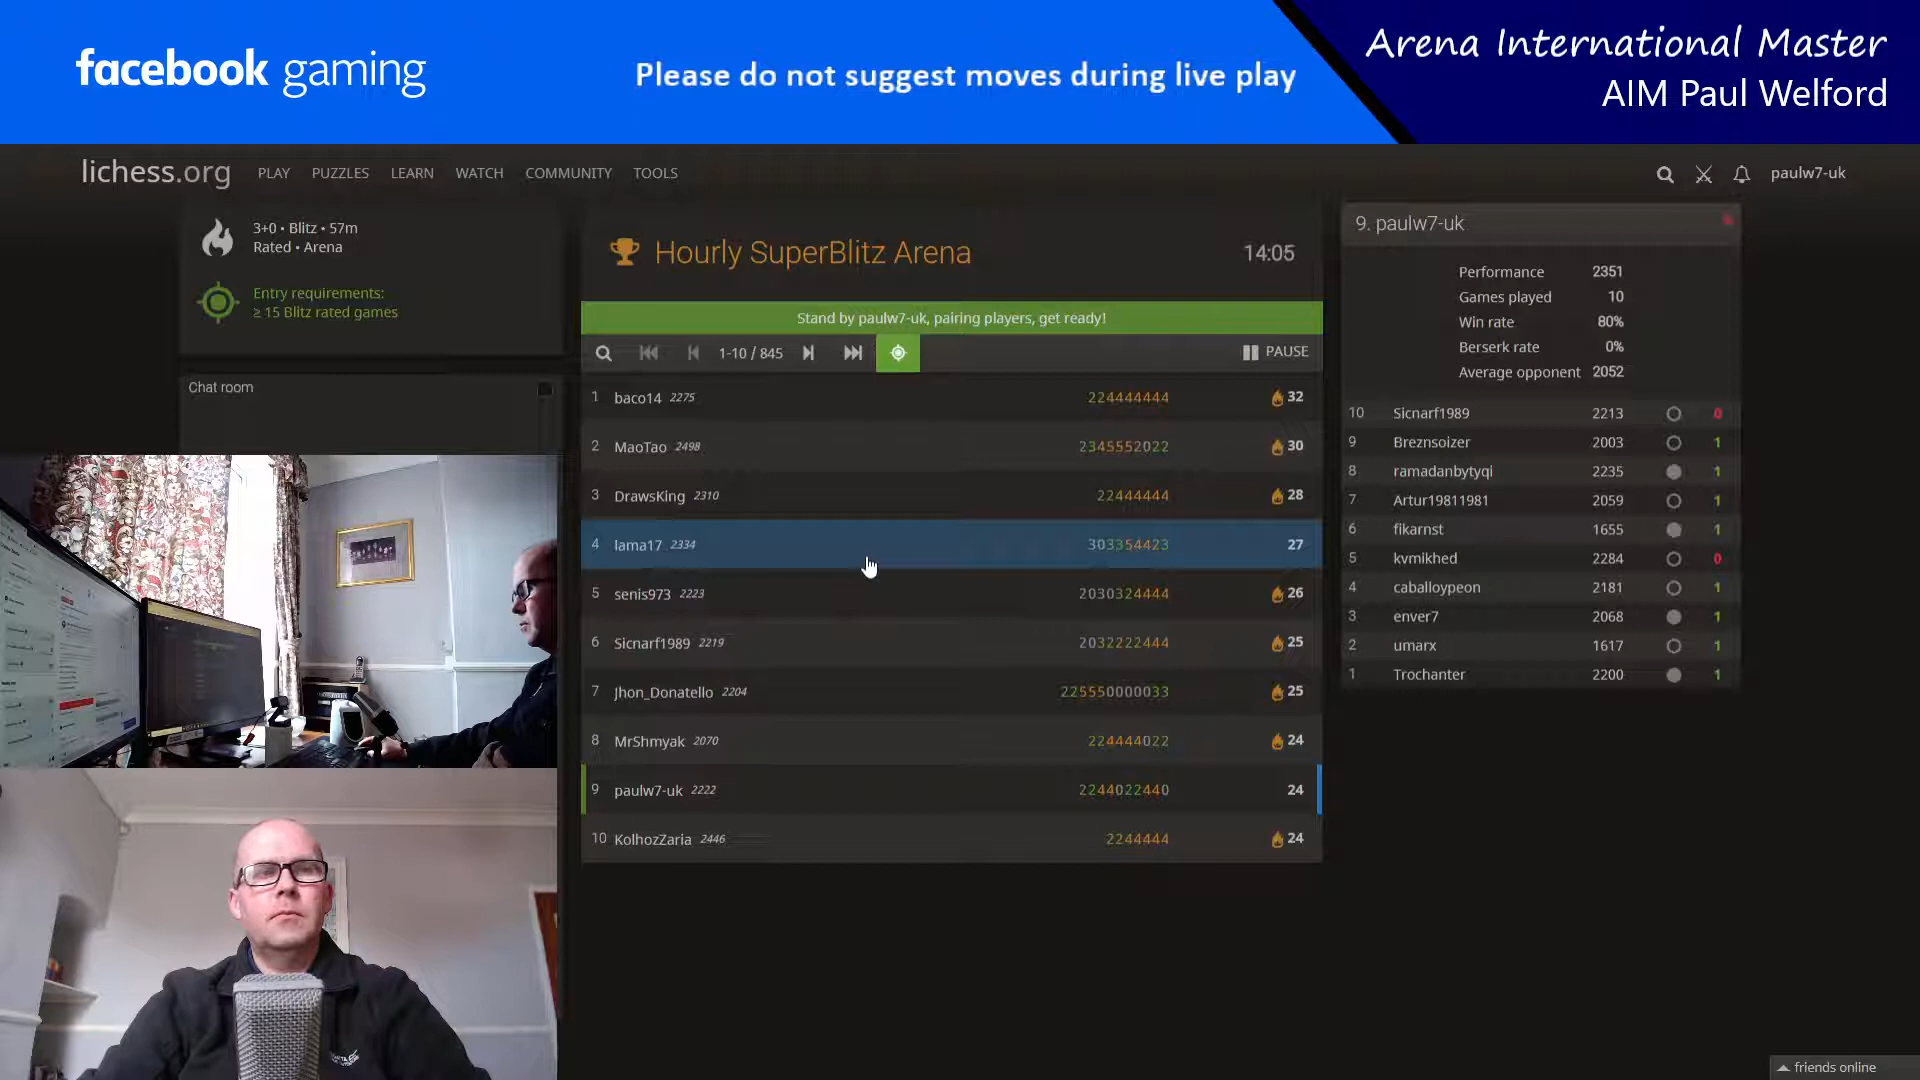 facebook gaming
Please do not suggest moves during live play
Arena International Master
AIM Paul Welford
lichess.org
PLAY
PUZZLES
LEARN
WATCH
COMMUNITY
TOOLS
paulw7-uk
3+0 • Blitz • 57m
Rated • Arena
Entry requirements:
≥ 15 Blitz rated games
Chat room
Hourly SuperBlitz Arena
14:05
Stand by paulw7-uk, pairing players, get ready!
1-10 / 845
PAUSE
1 baco14 2275 224444444 32
2 MaoTao 2498 2345552022 30
3 DrawsKing 2310 22444444 28
4 lama17 2334 303354423 27
5 senis973 2223 2030324444 26
6 Sicnarf1989 2219 2032222444 25
7 Jhon_Donatello 2204 225550000033 25
8 MrShmyak 2070 224444022 24
9 paulw7-uk 2222 2244022440 24
10 KolhozZaria 2446 2244444 24
9. paulw7-uk
Performance 2351
Games played 10
Win rate 80%
Berserk rate 0%
Average opponent 2052
10 Sicnarf1989 2213 0
9 Breznsoizer 2003 1
8 ramadanbytyqi 2235 1
7 Artur19811981 2059 1
6 fikarnst 1655 1
5 kvmikhed 2284 0
4 caballoypeon 2181 1
3 enver7 2068 1
2 umarx 1617 1
1 Trochanter 2200 1
friends online